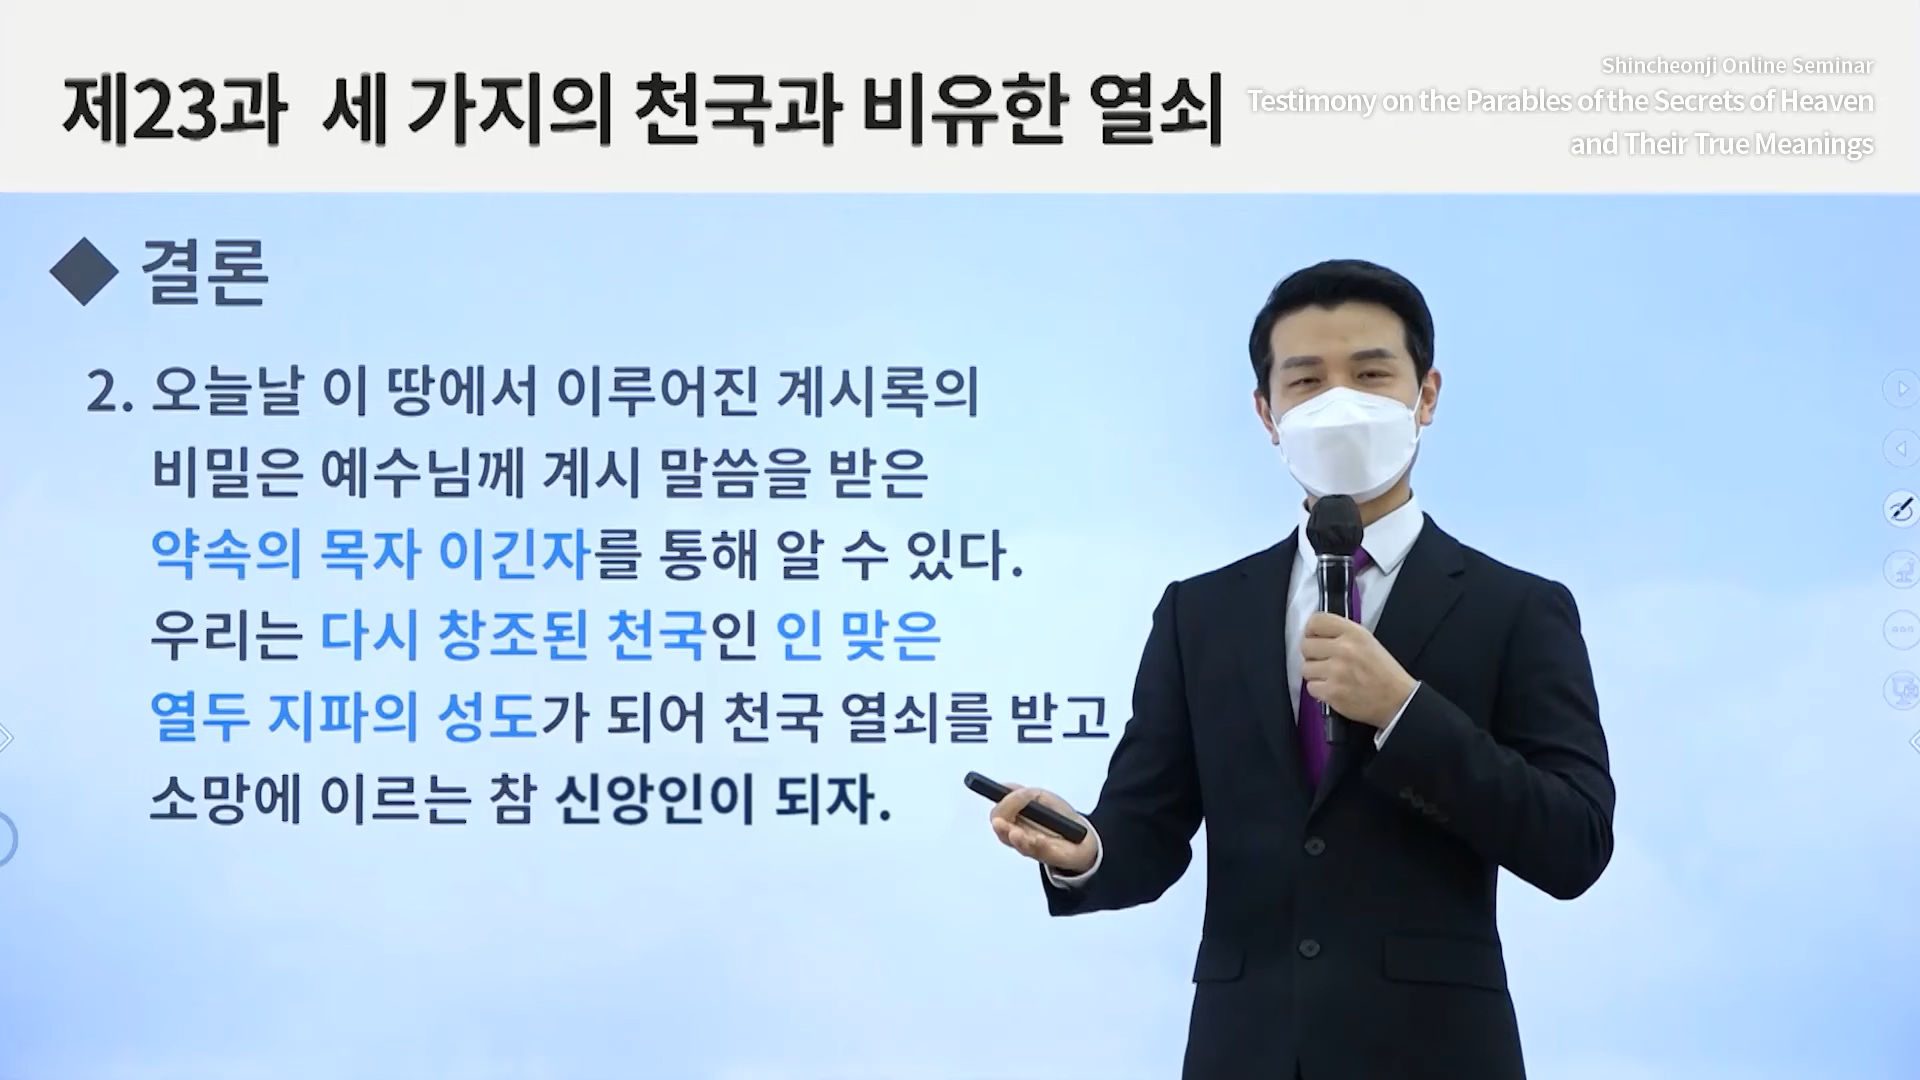 제23과 세 가지의 천국과 비유한 열쇠
Shincheonji Online Seminar
Testimony on the Parables of the Secrets of Heaven
and Their True Meanings
◆ 결론
2. 오늘날 이 땅에서 이루어진 계시록의
비밀은 예수님께 계시 말씀을 받은
약속의 목자 이긴자를 통해 알 수 있다.
우리는 다시 창조된 천국인 인 맞은
열두 지파의 성도가 되어 천국 열쇠를 받고
소망에 이르는 참 신앙인이 되자.